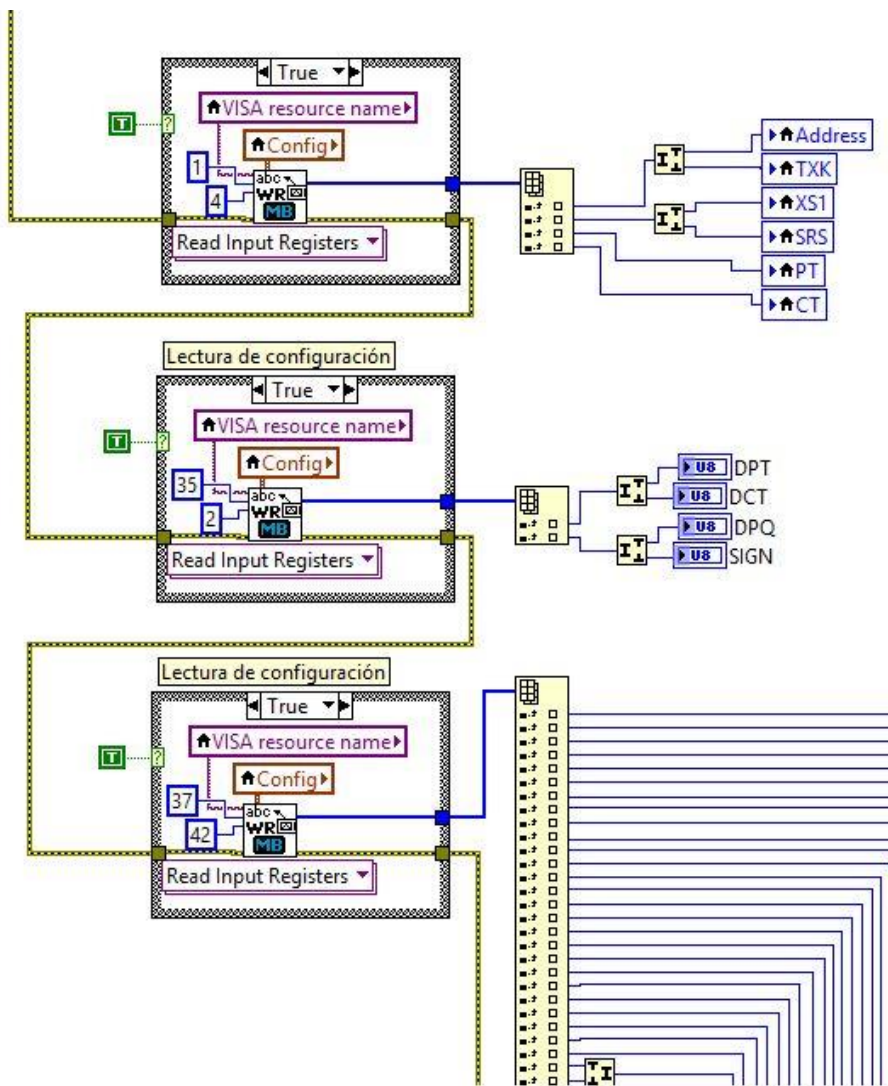 True
T
?
VISA resource name
Config
1
abc
4
WR
MB
Read Input Registers
Address
TXK
XS1
SRS
PT
CT
Lectura de configuración
True
T
?
VISA resource name
Config
35
abc
2
WR
MB
Read Input Registers
U8 DPT
U8 DCT
U8 DPQ
U8 SIGN
Lectura de configuración
True
T
?
VISA resource name
Config
37
abc
42
WR
MB
Read Input Registers